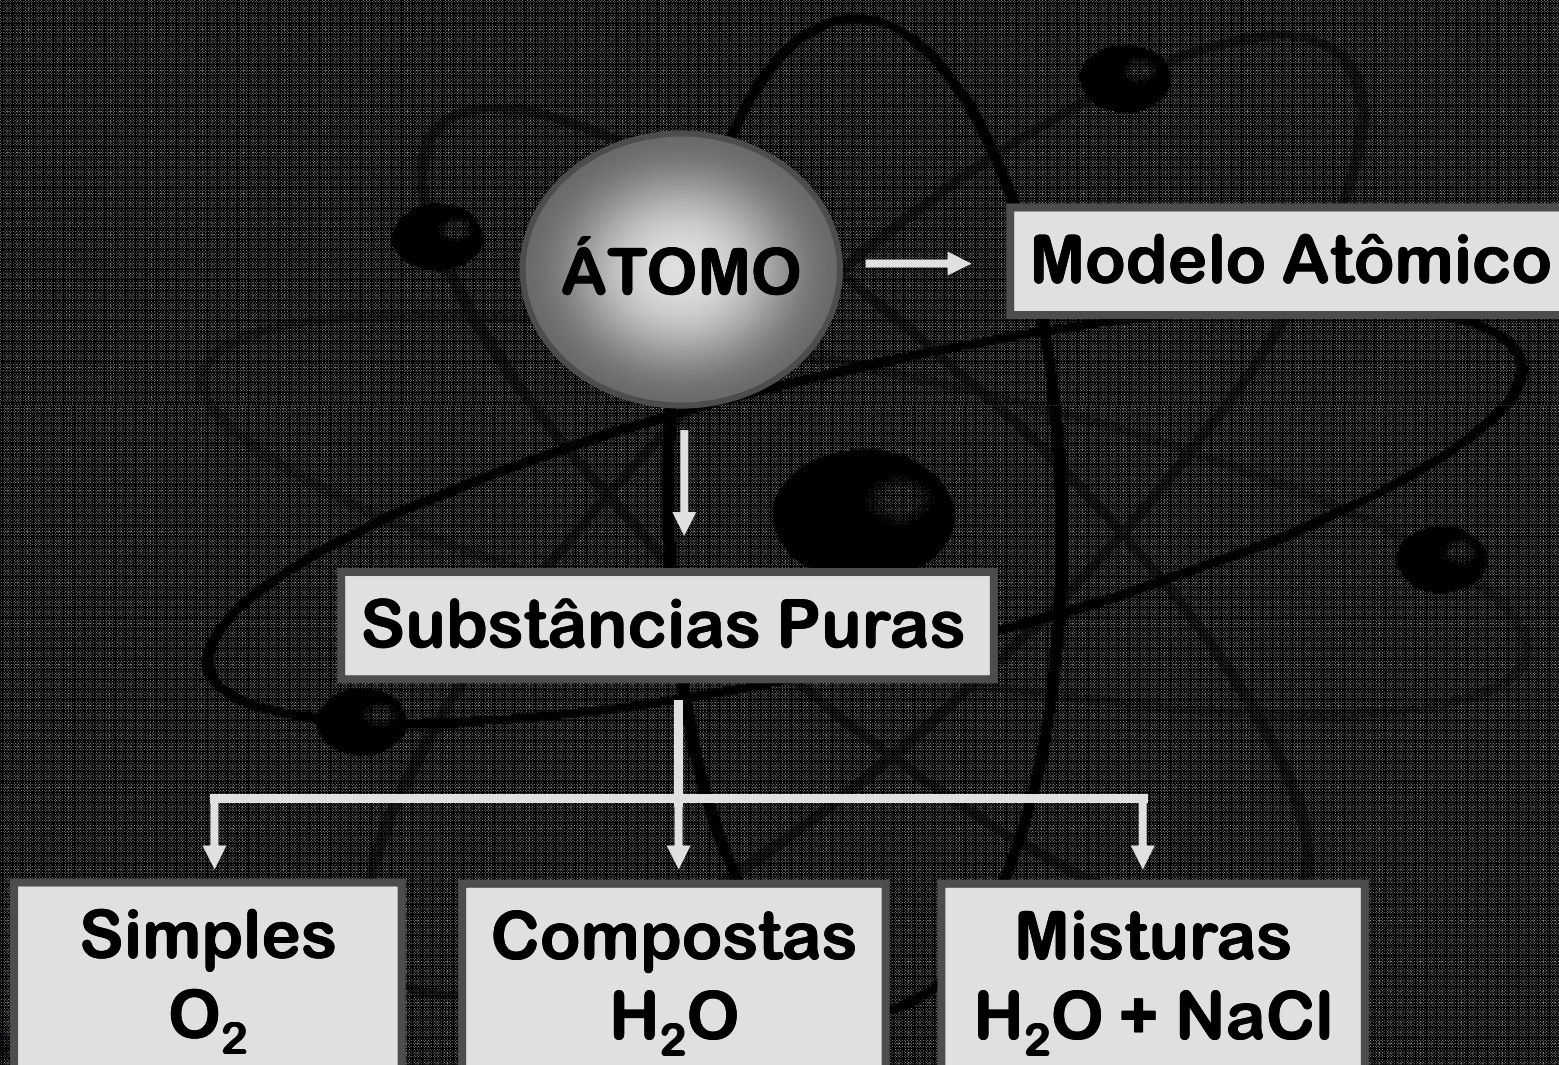 ÁTOMO
Modelo Atômico
Substâncias Puras
Simples
O₂
Compostas
H₂O
Misturas
H₂O + NaCl